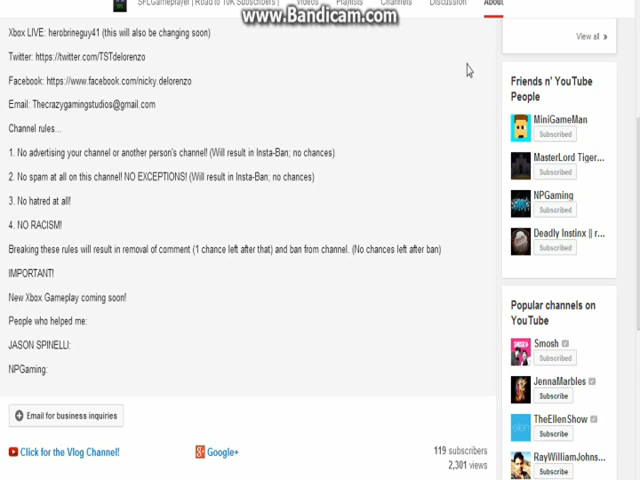 SFLGameplayer | Road to 10K Subscribers |
Videos
Playlists
Channels
Discussion
About
www.Bandicam.com
Xbox LIVE: herobrineguy41 (this will also be changing soon)
Twitter: https://twitter.com/TSTdelorenzo
Facebook: https://www.facebook.com/nicky.delorenzo
Email: Thecrazygamingstudios@gmail.com
Channel rules...
1. No advertising your channel or another person's channel! (Will result in Insta-Ban; no chances)
2. No spam at all on this channel! NO EXCEPTIONS! (Will result in Insta-Ban; no chances)
3. No hatred at all!
4. NO RACISM!
Breaking these rules will result in removal of comment (1 chance left after that) and ban from channel. (No chances left after ban)
IMPORTANT!
New Xbox Gameplay coming soon!
People who helped me:
JASON SPINELLI:
NPGaming:
Email for business inquiries
Click for the Vlog Channel!
Google+
119 subscribers
2,301 views
View all
Friends n' YouTube
People
MiniGameMan
Subscribed
MasterLord Tiger...
Subscribed
NPGaming
Subscribed
Deadly Instinx || r...
Subscribed
Popular channels on
YouTube
Smosh
Subscribed
JennaMarbles
Subscribe
TheEllenShow
Subscribe
RayWilliamJohns...
Subscribe